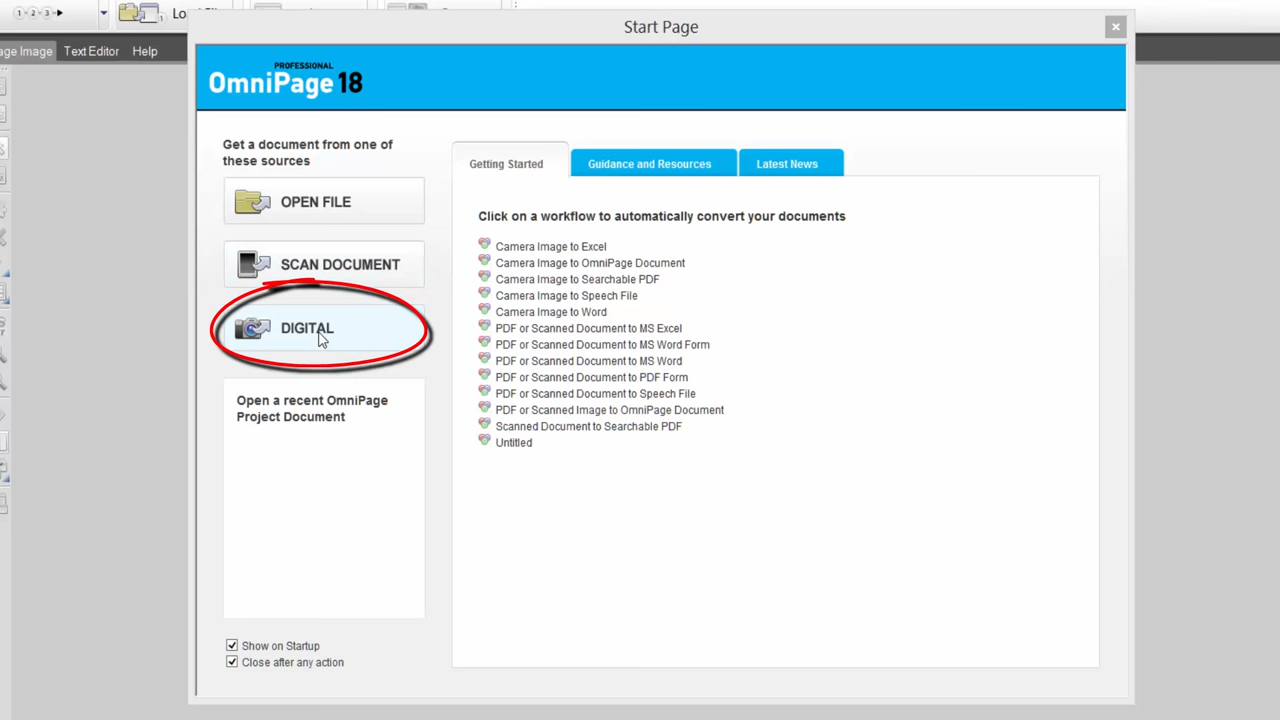 1 2 3
Start Page
age Image Text Editor Help
PROFESSIONAL
OmniPage 18
Get a document from one of
these sources
OPEN FILE
SCAN DOCUMENT
DIGITAL
Open a recent OmniPage
Project Document
Show on Startup
Close after any action
Getting Started
Guidance and Resources
Latest News
Click on a workflow to automatically convert your documents
Camera Image to Excel
Camera Image to OmniPage Document
Camera Image to Searchable PDF
Camera Image to Speech File
Camera Image to Word
PDF or Scanned Document to MS Excel
PDF or Scanned Document to MS Word Form
PDF or Scanned Document to MS Word
PDF or Scanned Document to PDF Form
PDF or Scanned Document to Speech File
PDF or Scanned Image to OmniPage Document
Scanned Document to Searchable PDF
Untitled